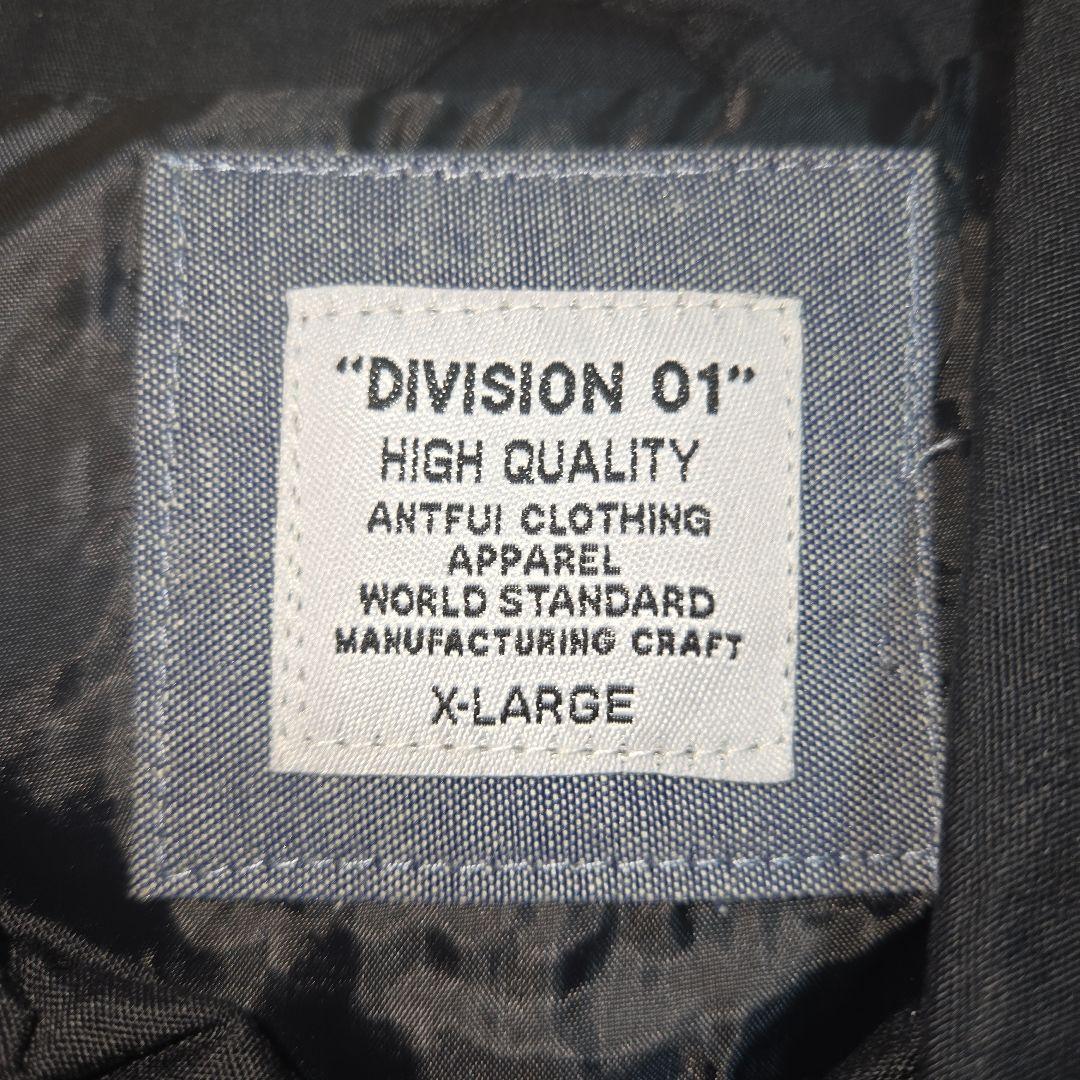 “DIVISION 01”
HIGH QUALITY
ANTFUI CLOTHING
APPAREL
WORLD STANDARD
MANUFACTURING CRAFT
X-LARGE